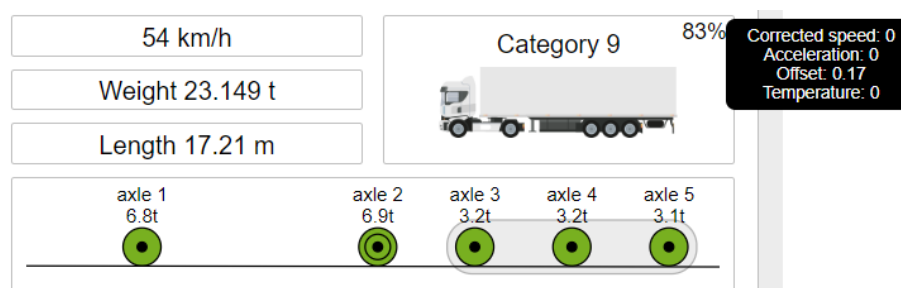 54 km/h
Weight 23.149 t
Length 17.21 m
Category 9
83%
Corrected speed: 0
Acceleration: 0
Offset: 0.17
Temperature: 0
axle 1 axle 2 axle 3 axle 4 axle 5
6.8t 6.9t 3.2t 3.2t 3.1t